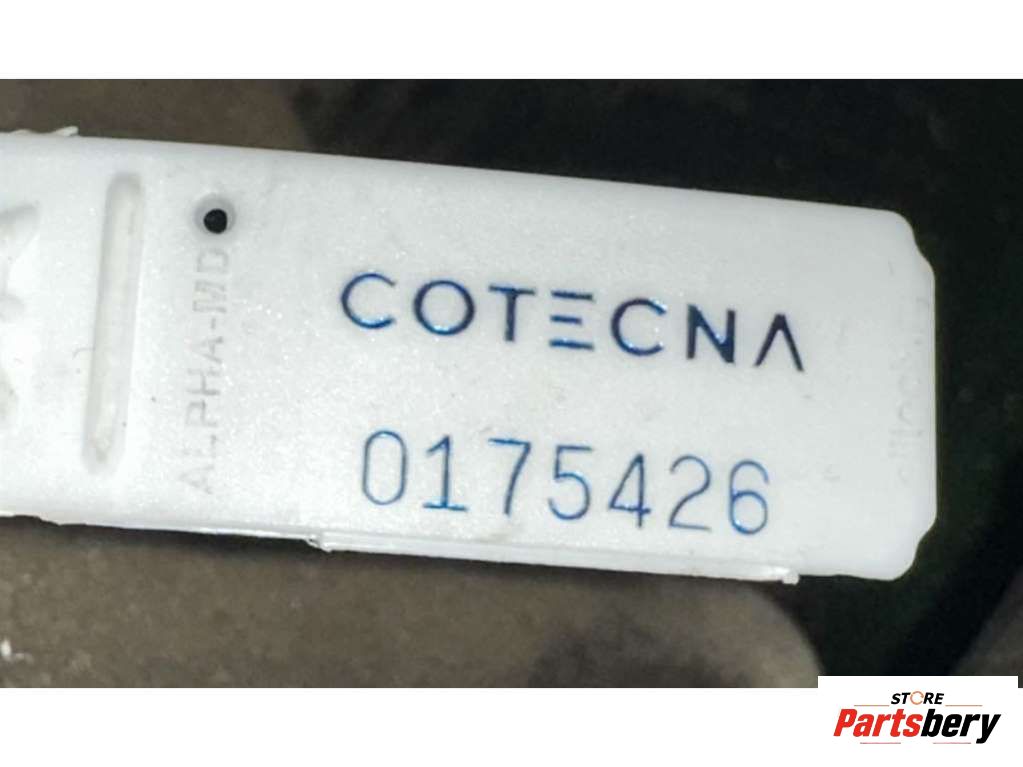 COTECNA
0175426
ALPHA-MD
STORE
Partsbery